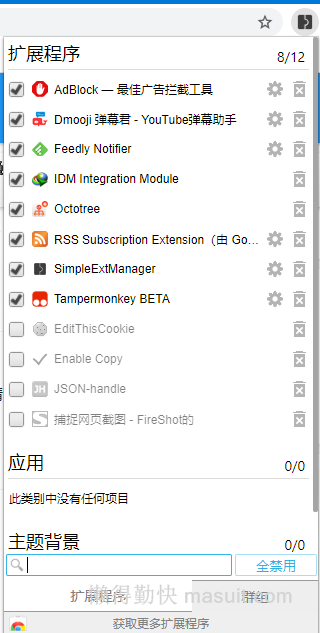 扩展程序 8/12
AdBlock — 最佳广告拦截工具
Dmooji 弹幕君 - YouTube弹幕助手
Feedly Notifier
IDM Integration Module
Octotree
RSS Subscription Extension（由 Go...
SimpleExtManager
Tampermonkey BETA
EditThisCookie
Enable Copy
JSON-handle
捕捉网页截图 - FireShot的
应用 0/0
此类别中没有任何项目
主题背景 0/0
全禁用
扩展程序 群组
懒得勤快 masuit.com
获取更多扩展程序